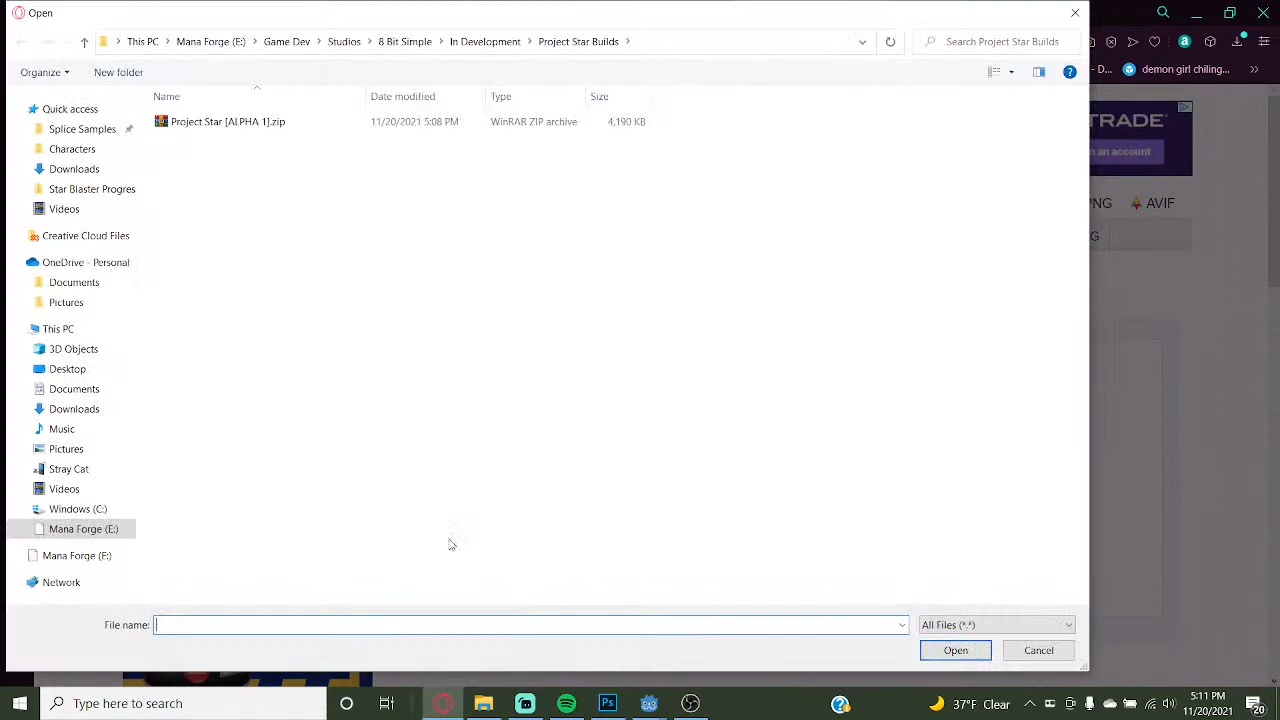 Open
This PC > Mana Forge (E:) > Game Dev > Studios > 8 Bit Simple > In Development > Project Star Builds >
Search Project Star Builds
Organize
New folder
Name
Date modified
Type
Size
Project Star [ALPHA 1].zip
11/20/2021 5:08 PM
WinRAR ZIP archive
4,190 KB
Quick access
Splice Samples
Characters
Downloads
Star Blaster Progres
Videos
Creative Cloud Files
OneDrive - Personal
Documents
Pictures
This PC
3D Objects
Desktop
Documents
Downloads
Music
Pictures
Stray Cat
Videos
Windows (C:)
Mana Forge (E:)
Mana Forge (E:)
Network
File name:
All Files (*.*)
Open
Cancel
- D...
demon girl chiling...
TRADE
n an account
PNG
AVIF
G
Type here to search
Ps
37°F Clear
5:11 PM
11/20/2021
20